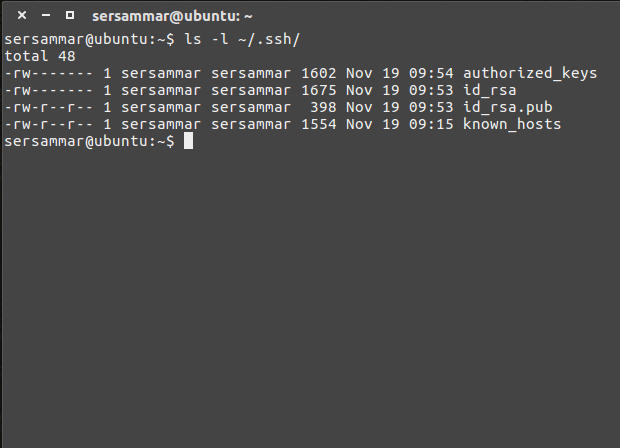 sersammar@ubuntu: ~
sersammar@ubuntu:~$ ls -l ~/.ssh/
total 48
-rw------- 1 sersammar sersammar 1602 Nov 19 09:54 authorized_keys
-rw------- 1 sersammar sersammar 1675 Nov 19 09:53 id_rsa
-rw-r--r-- 1 sersammar sersammar  398 Nov 19 09:53 id_rsa.pub
-rw-r--r-- 1 sersammar sersammar 1554 Nov 19 09:15 known_hosts
sersammar@ubuntu:~$